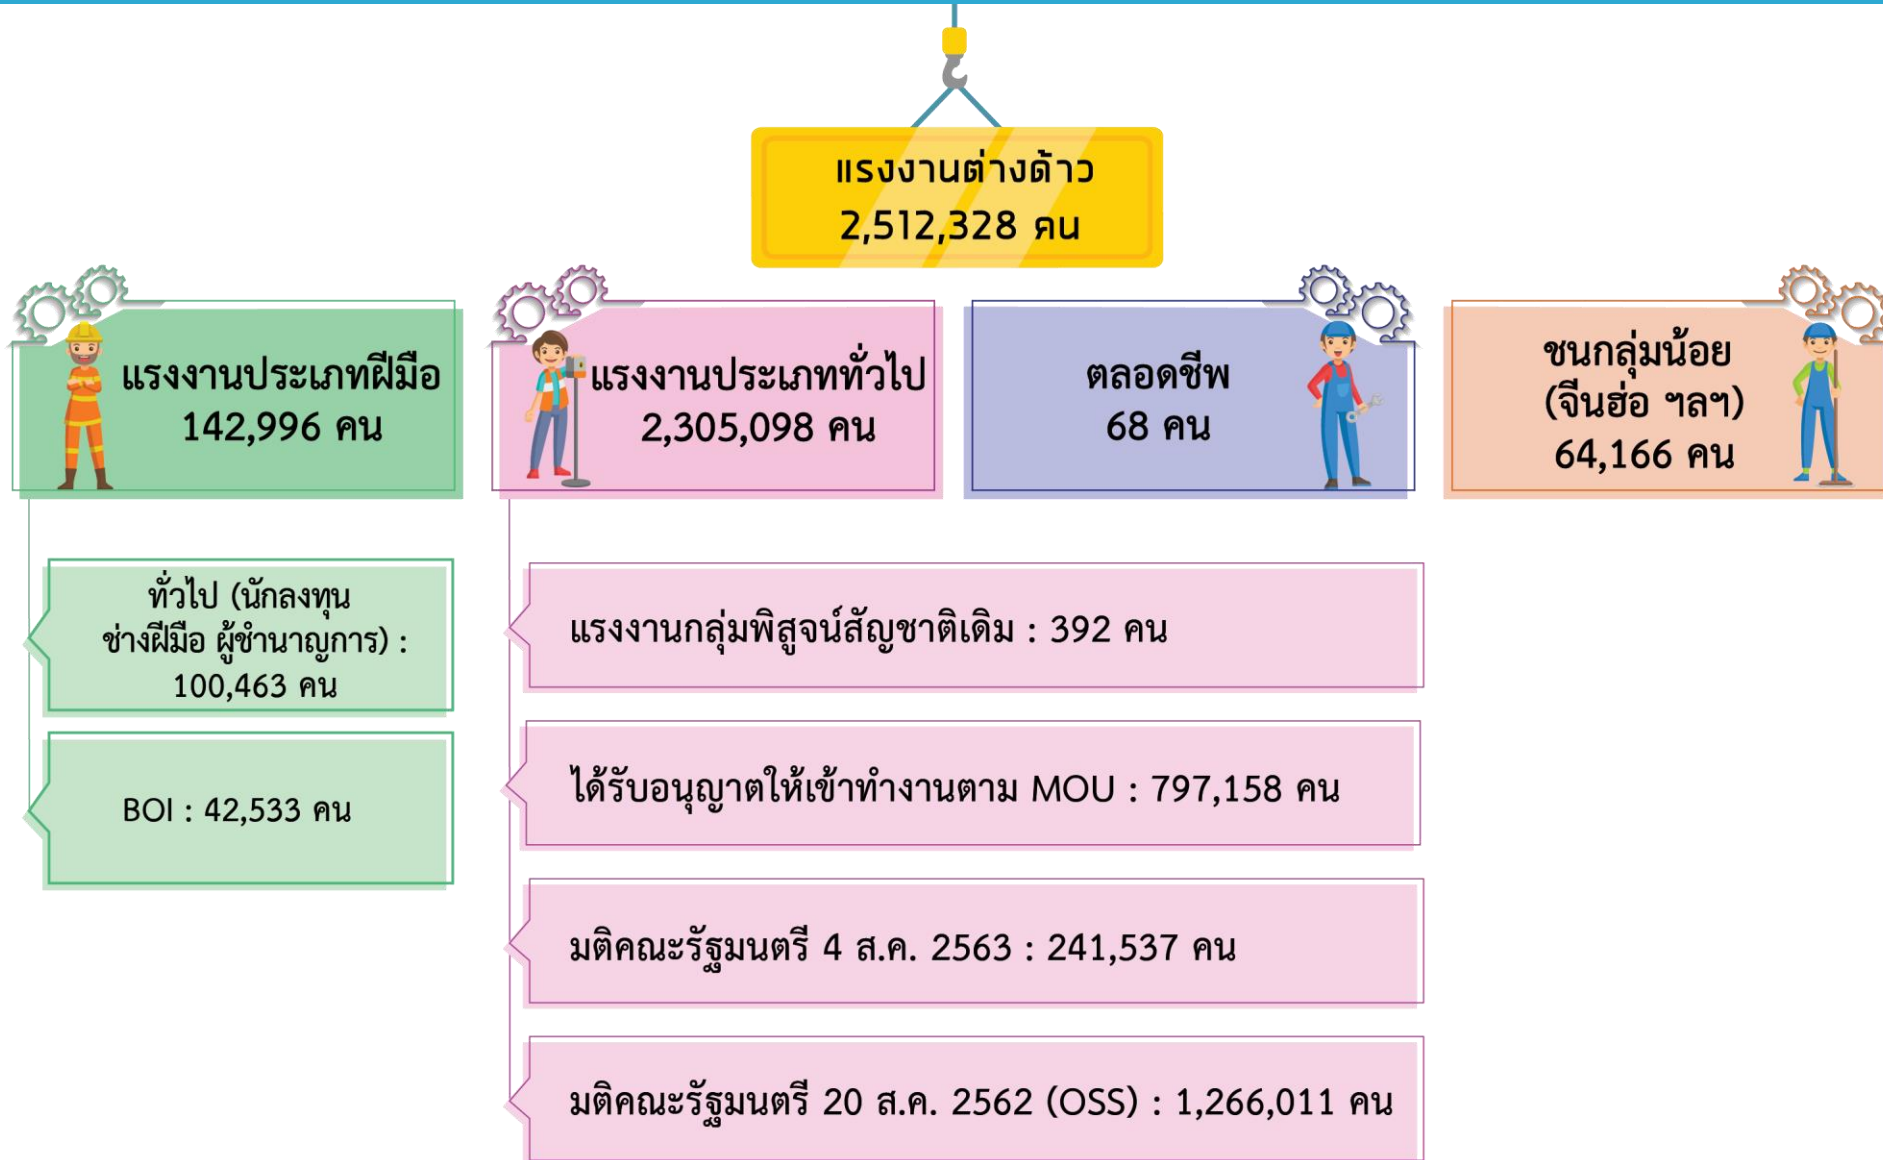 แรงงานต่างด้าว
2,512,328 คน
แรงงานประเภทฝีมือ
142,996 คน
แรงงานประเภททั่วไป
2,305,098 คน
ตลอดชีพ
68 คน
ชนกลุ่มน้อย
(จีนฮ่อ ฯลฯ)
64,166 คน
ทั่วไป (นักลงทุน
ช่างฝีมือ ผู้ชำนาญการ) :
100,463 คน
BOI : 42,533 คน
แรงงานกลุ่มพิสูจน์สัญชาติเดิม : 392 คน
ได้รับอนุญาตให้เข้าทำงานตาม MOU : 797,158 คน
มติคณะรัฐมนตรี 4 ส.ค. 2563 : 241,537 คน
มติคณะรัฐมนตรี 20 ส.ค. 2562 (OSS) : 1,266,011 คน